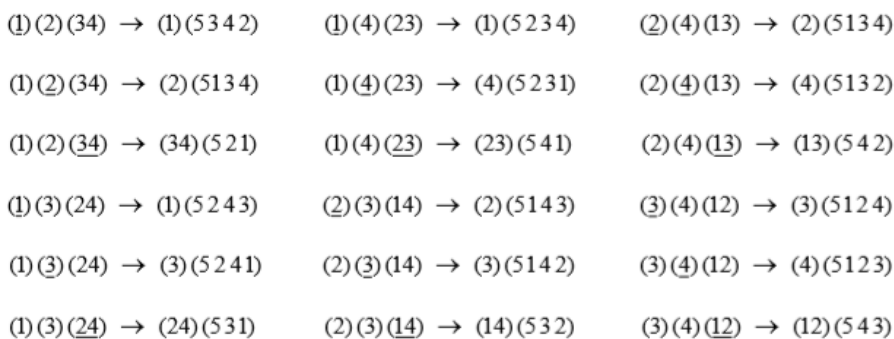 (1)(2)(34) → (1)(5342) (1)(4)(23) → (1)(5234) (2)(4)(13) → (2)(5134)
(1)(2)(34) → (2)(5134) (1)(4)(23) → (4)(5231) (2)(4)(13) → (4)(5132)
(1)(2)(34) → (34)(521) (1)(4)(23) → (23)(541) (2)(4)(13) → (13)(542)
(1)(3)(24) → (1)(5243) (2)(3)(14) → (2)(5143) (3)(4)(12) → (3)(5124)
(1)(3)(24) → (3)(5241) (2)(3)(14) → (3)(5142) (3)(4)(12) → (4)(5123)
(1)(3)(24) → (24)(531) (2)(3)(14) → (14)(532) (3)(4)(12) → (12)(543)